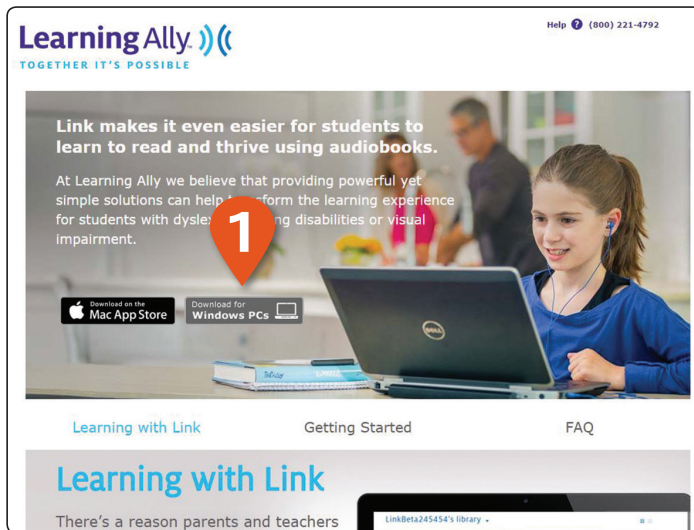 Help ? (800) 221-4792
Learning Ally
TOGETHER IT'S POSSIBLE
Link makes it even easier for students to
learn to read and thrive using audiobooks.
At Learning Ally we believe that providing powerful yet
simple solutions can help the learning experience
for students with disabilities or visual
impairment.
1
Download on the
Mac App Store
Download for
Windows PCs
DELL
Learning with Link
Getting Started
FAQ
Learning with Link
There's a reason parents and teachers
LinkBeta245454's library